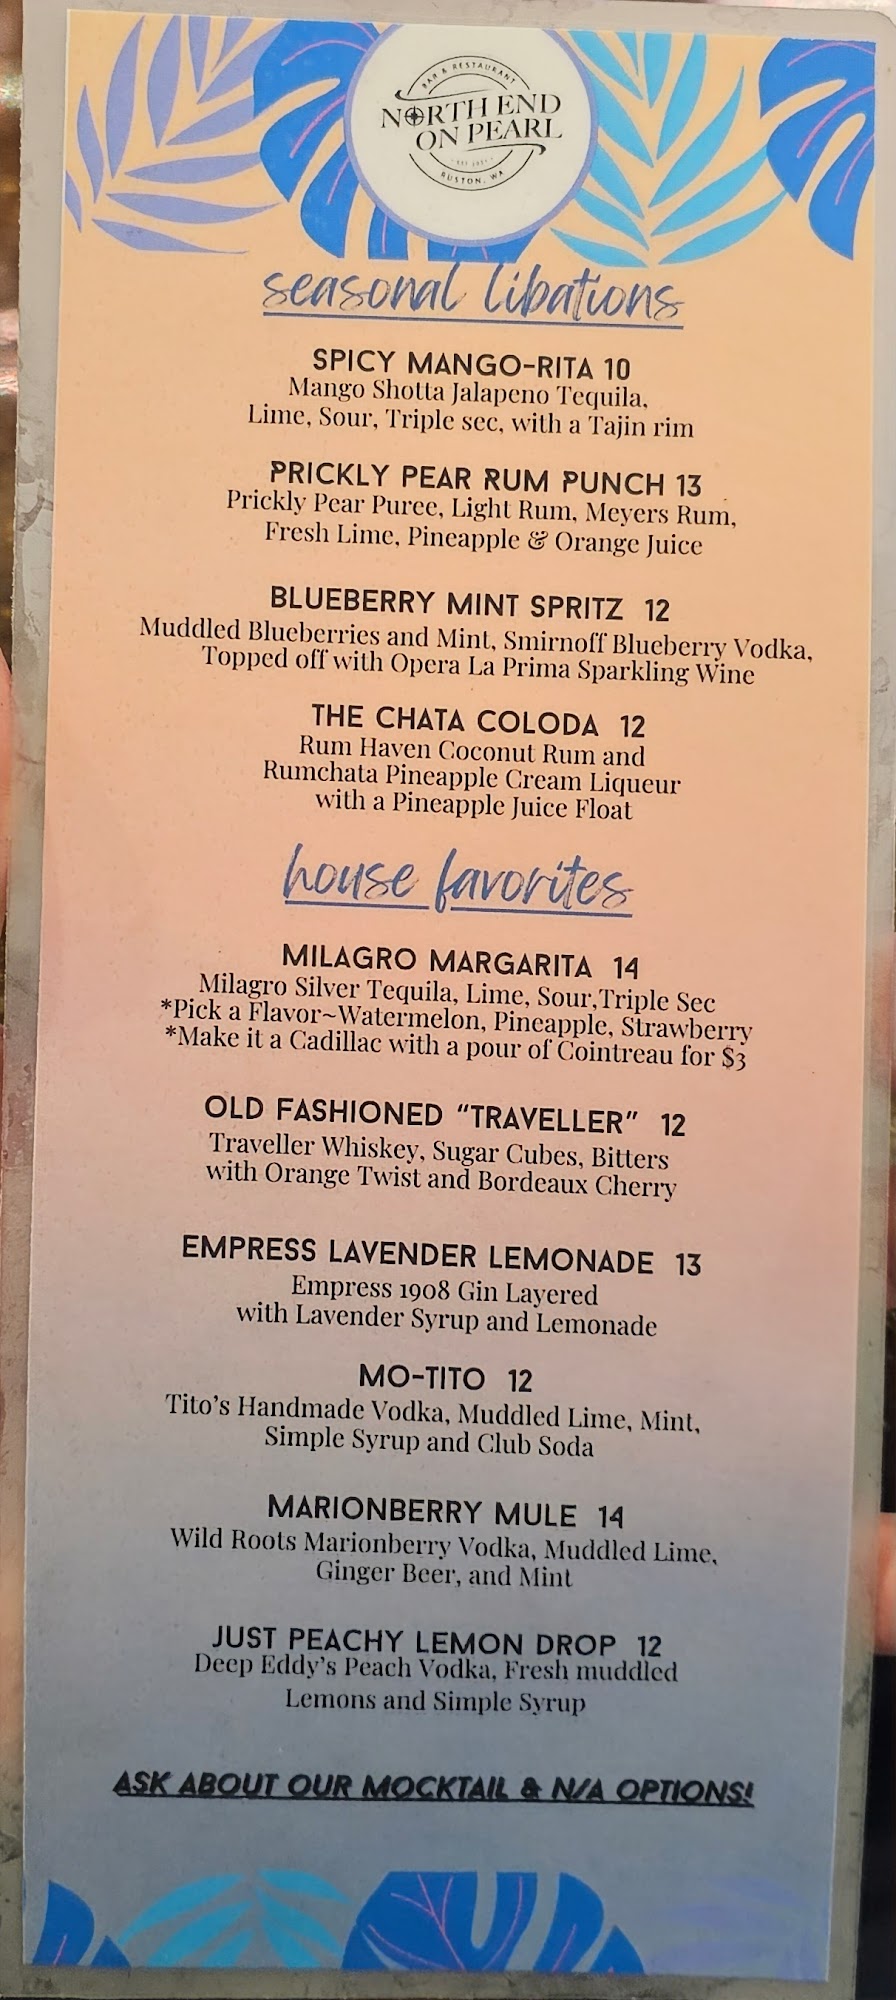 BAR & RESTAURANT
NORTH END
ON PEARL
RUSTON, WA
seasonal libations
SPICY MANGO-RITA 10
Mango Shotta Jalapeno Tequila,
Lime, Sour, Triple sec, with a Tajin rim
PRICKLY PEAR RUM PUNCH 13
Prickly Pear Puree, Light Rum, Meyers Rum,
Fresh Lime, Pineapple & Orange Juice
BLUEBERRY MINT SPRITZ 12
Muddled Blueberries and Mint, Smirnoff Blueberry Vodka,
Topped off with Opera La Prima Sparkling Wine
THE CHATA COLODA 12
Rum Haven Coconut Rum and
Rumchata Pineapple Cream Liqueur
with a Pineapple Juice Float
house favorites
MILAGRO MARGARITA 14
Milagro Silver Tequila, Lime, Sour,Triple Sec
*Pick a Flavor~Watermelon, Pineapple, Strawberry
*Make it a Cadillac with a pour of Cointreau for $3
OLD FASHIONED "TRAVELLER" 12
Traveller Whiskey, Sugar Cubes, Bitters
with Orange Twist and Bordeaux Cherry
EMPRESS LAVENDER LEMONADE 13
Empress 1908 Gin Layered
with Lavender Syrup and Lemonade
MO-TITO 12
Tito's Handmade Vodka, Muddled Lime, Mint,
Simple Syrup and Club Soda
MARIONBERRY MULE 14
Wild Roots Marionberry Vodka, Muddled Lime,
Ginger Beer, and Mint
JUST PEACHY LEMON DROP 12
Deep Eddy's Peach Vodka, Fresh muddled
Lemons and Simple Syrup
ASK ABOUT OUR MOCKTAIL & N/A OPTIONS!